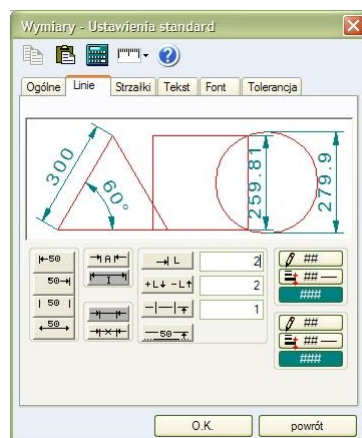 Wymiary - Ustawienia standard
Ogólne Linie Strzałki Tekst Font Tolerancja
300
60°
259.81
279.9
50 A L 2 ##
50 I +L -L 2 ##
50 1 ###
50 X 50 ##
##
###
O.K. powrót